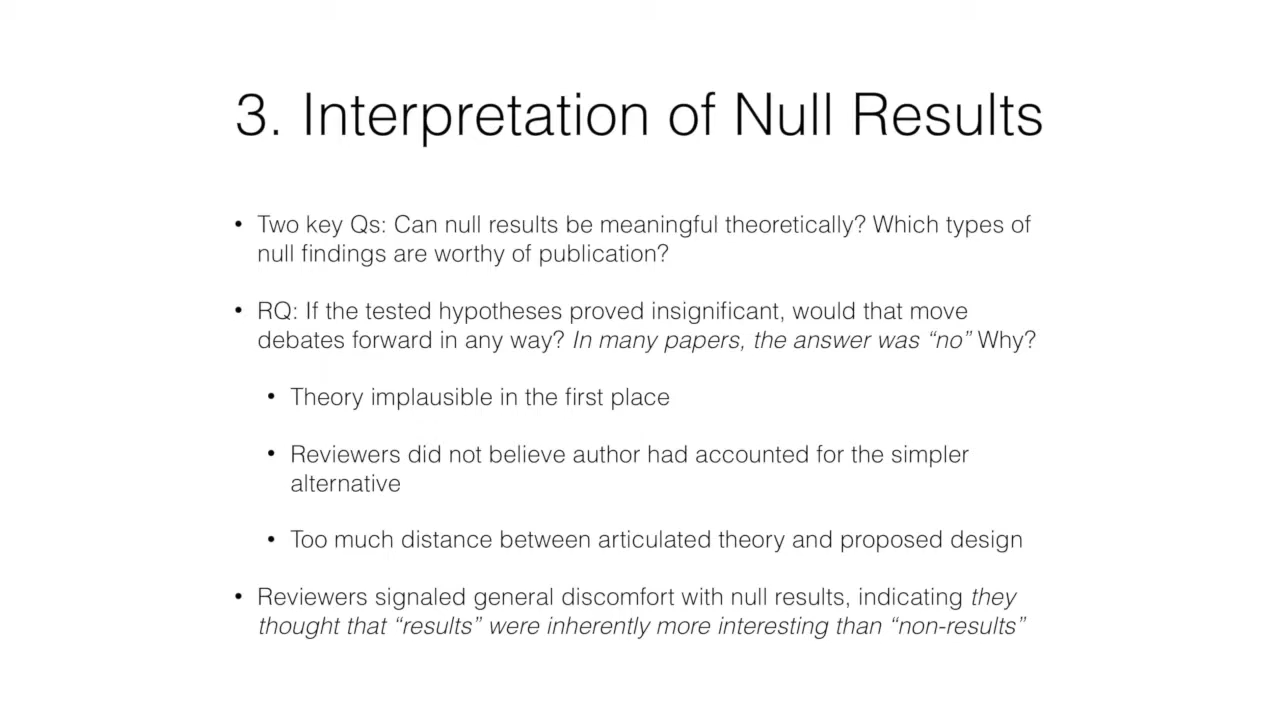 3. Interpretation of Null Results
• Two key Qs: Can null results be meaningful theoretically? Which types of
null findings are worthy of publication?
• RQ: If the tested hypotheses proved insignificant, would that move
debates forward in any way? In many papers, the answer was “no” Why?
• Theory implausible in the first place
• Reviewers did not believe author had accounted for the simpler
alternative
• Too much distance between articulated theory and proposed design
• Reviewers signaled general discomfort with null results, indicating they
thought that “results” were inherently more interesting than “non-results”